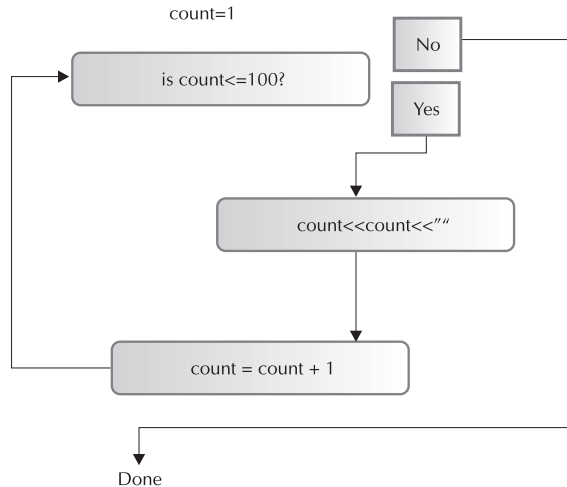 count=1
No
is count<=100?
Yes
count<<count<<”“
count = count + 1
Done